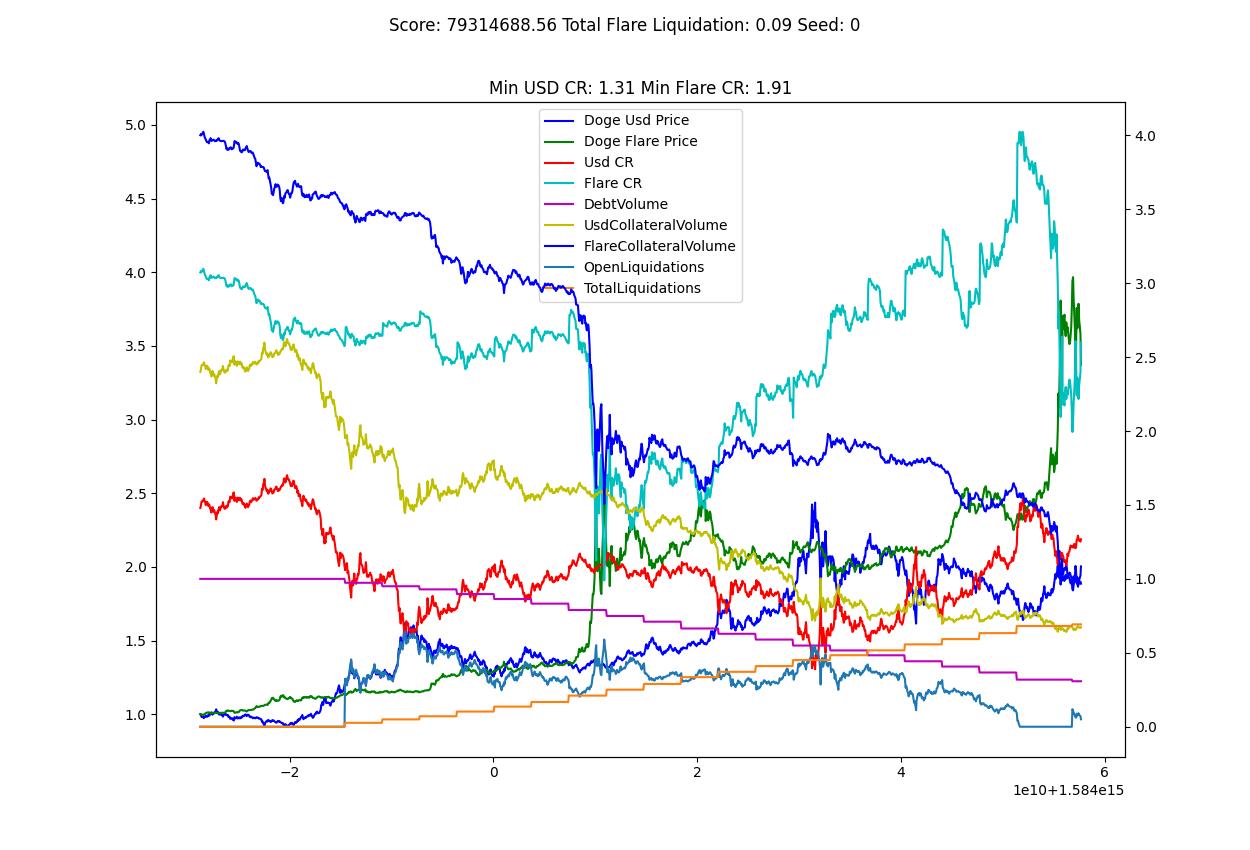 Score: 79314688.56 Total Flare Liquidation: 0.09 Seed: 0
Min USD CR: 1.31 Min Flare CR: 1.91
Doge Usd Price
Doge Flare Price
Usd CR
Flare CR
DebtVolume
UsdCollateralVolume
FlareCollateralVolume
OpenLiquidations
TotalLiquidations
5.0
4.5
4.0
3.5
3.0
2.5
2.0
1.5
1.0
4.0
3.5
3.0
2.5
2.0
1.5
1.0
0.5
0.0
−2 0 2 4 6
1e10+1.584e15